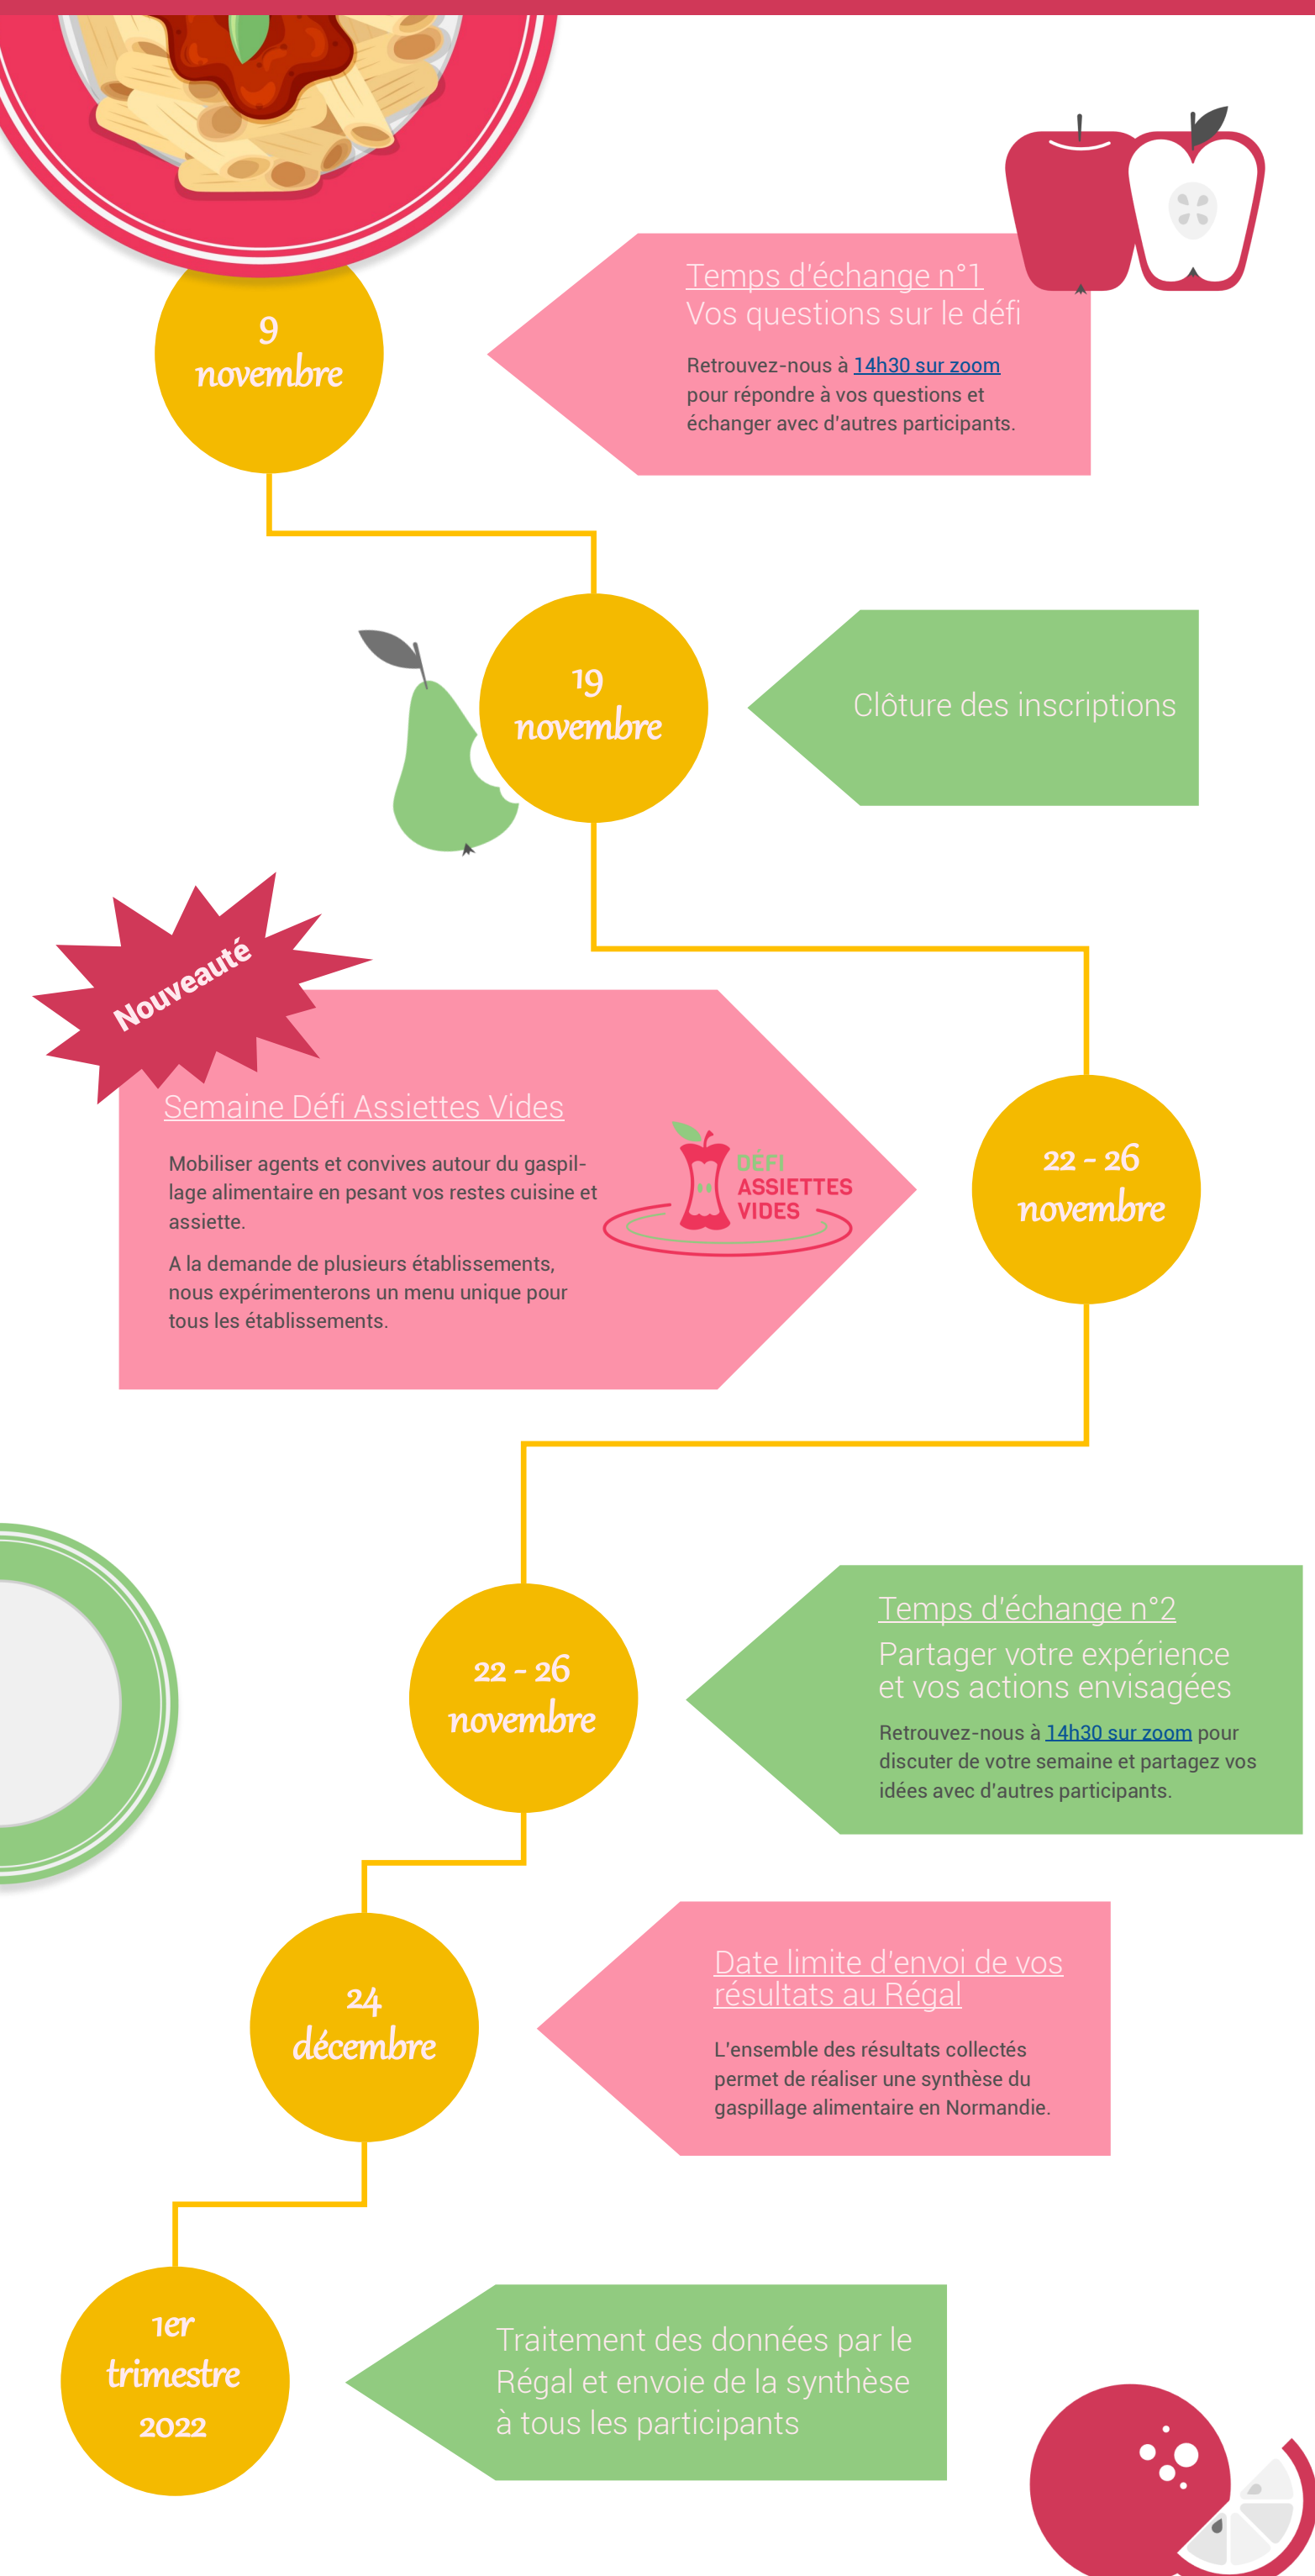 9
novembre
Temps d'échange n°1
Vos questions sur le défi
Retrouvez-nous à 14h30 sur zoom
pour répondre à vos questions et
échanger avec d'autres participants.
19
novembre
Clôture des inscriptions
Nouveauté
Semaine Défi Assiettes Vides
Mobiliser agents et convives autour du gaspil-
lage alimentaire en pesant vos restes cuisine et
assiette.
A la demande de plusieurs établissements,
nous expérimenterons un menu unique pour
tous les établissements.
DÉFI
ASSIETTES
VIDES
22 - 26
novembre
22 - 26
novembre
Temps d'échange n°2
Partager votre expérience
et vos actions envisagées
Retrouvez-nous à 14h30 sur zoom pour
discuter de votre semaine et partagez vos
idées avec d'autres participants.
24
décembre
Date limite d'envoi de vos
résultats au Régal
L'ensemble des résultats collectés
permet de réaliser une synthèse du
gaspillage alimentaire en Normandie.
1er
trimestre
2022
Traitement des données par le
Régal et envoie de la synthèse
à tous les participants